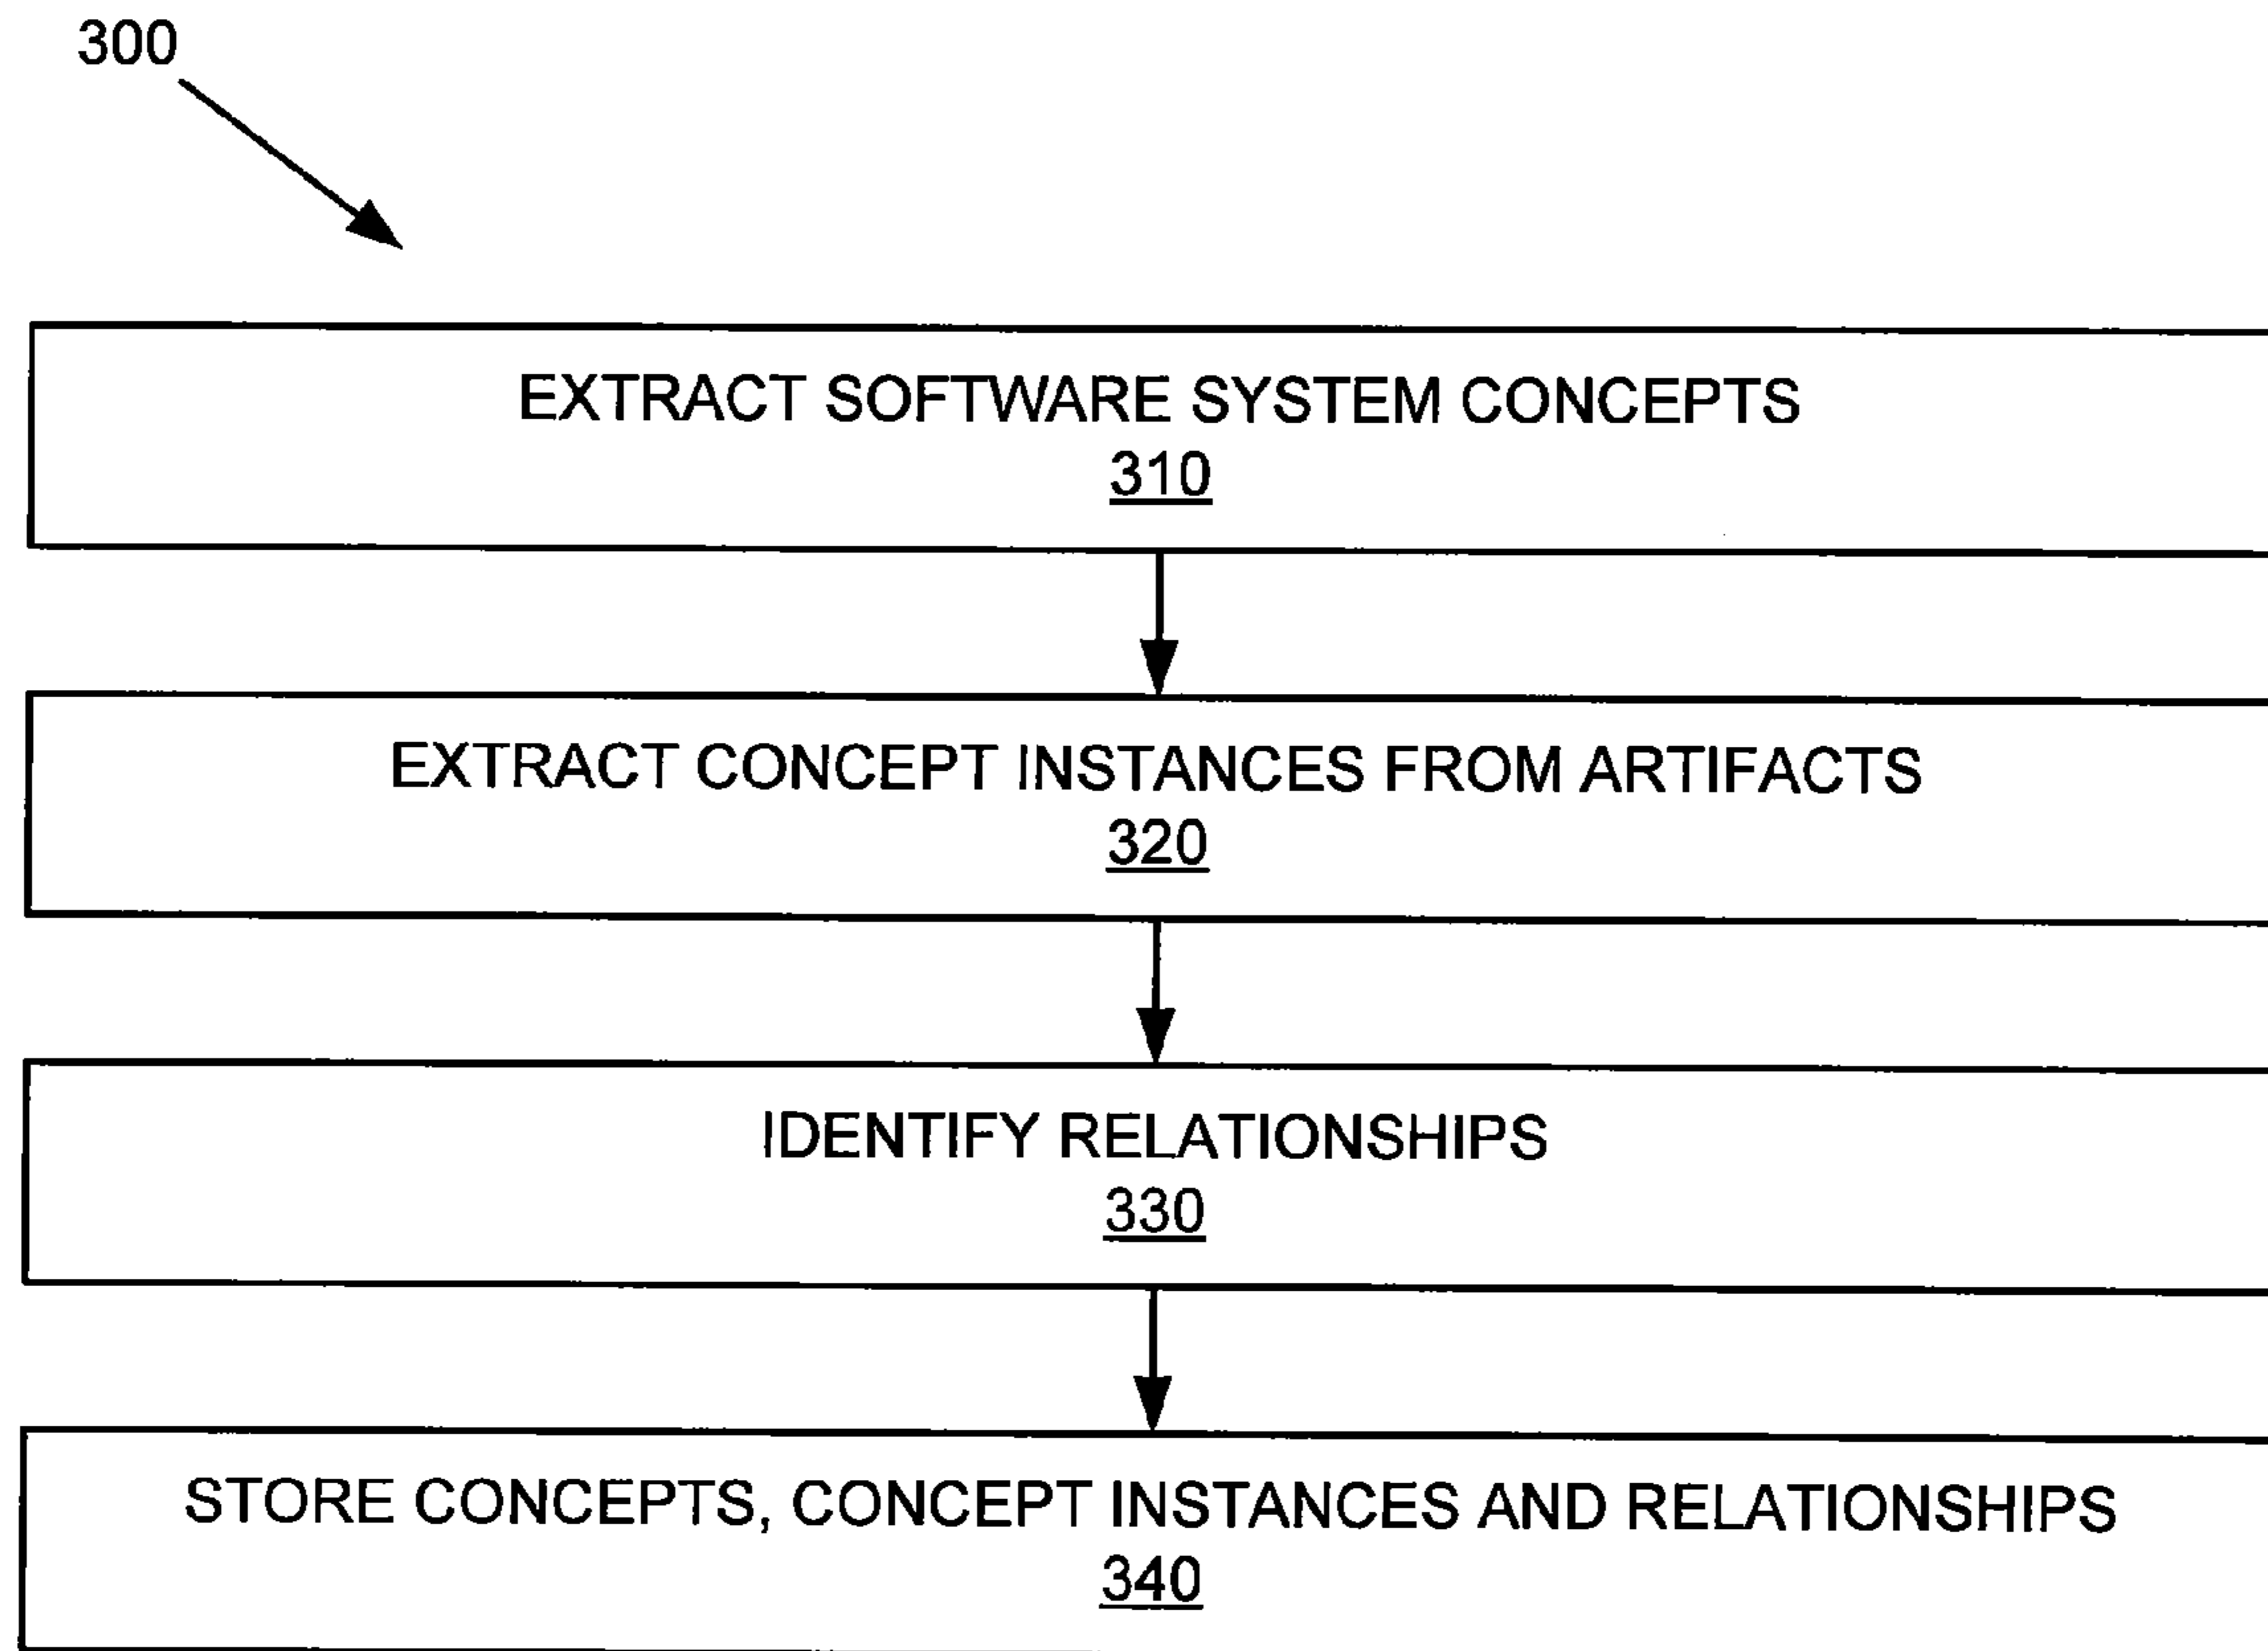 300
EXTRACT SOFTWARE SYSTEM CONCEPTS
310
EXTRACT CONCEPT INSTANCES FROM ARTIFACTS
320
IDENTIFY RELATIONSHIPS
330
STORE CONCEPTS, CONCEPT INSTANCES AND RELATIONSHIPS
340